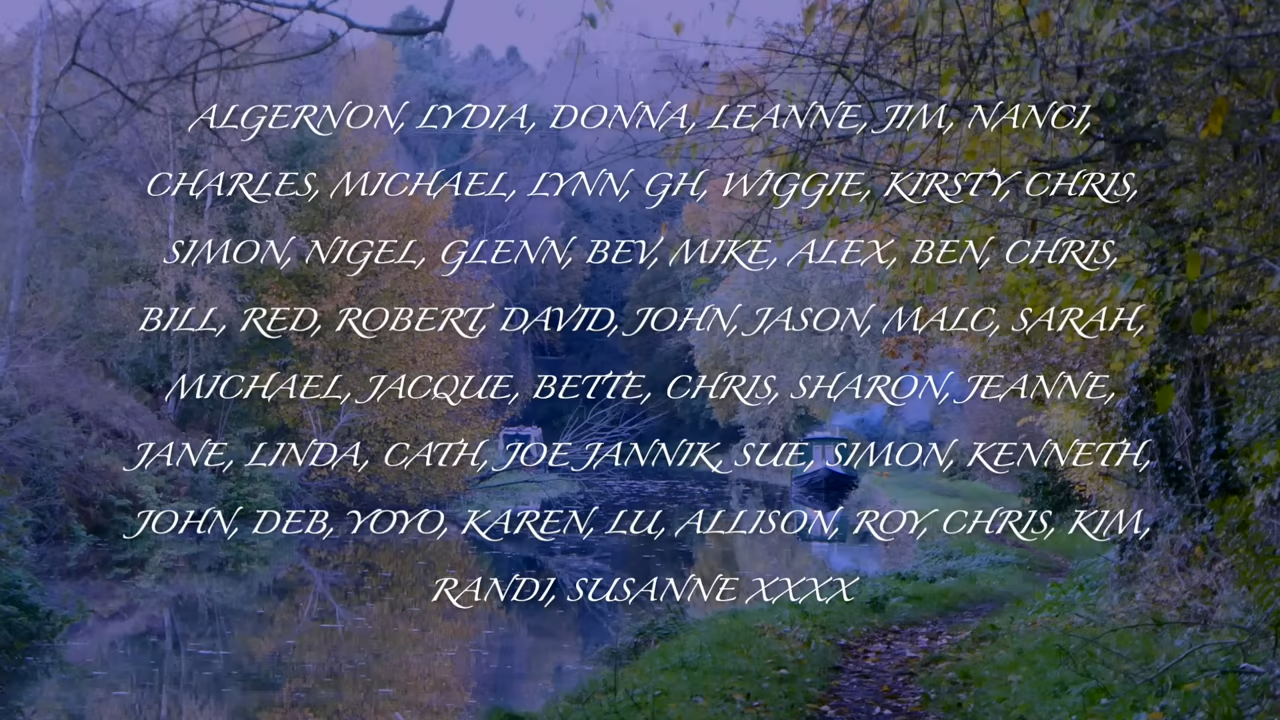 ALGERNON, LYDIA, DONNA, LEANNE, JIM, NANCI,
CHARLES, MICHAEL, LYNN, GH, WIGGIE, KIRSTY, CHRIS,
SIMON, NIGEL, GLENN, BEV, MIKE, ALEX, BEN, CHRIS,
BILL, RED, ROBERT, DAVID, JOHN, JASON, MALC, SARAH,
MICHAEL, JACQUE, BETTE, CHRIS, SHARON, JEANNE,
JANE, LINDA, CATH, JOE JANNIK, SUE, SIMON, KENNETH,
JOHN, DEB, YOYO, KAREN, LU, ALLISON, ROY, CHRIS, KIM,
RANDI, SUSANNE XXXX